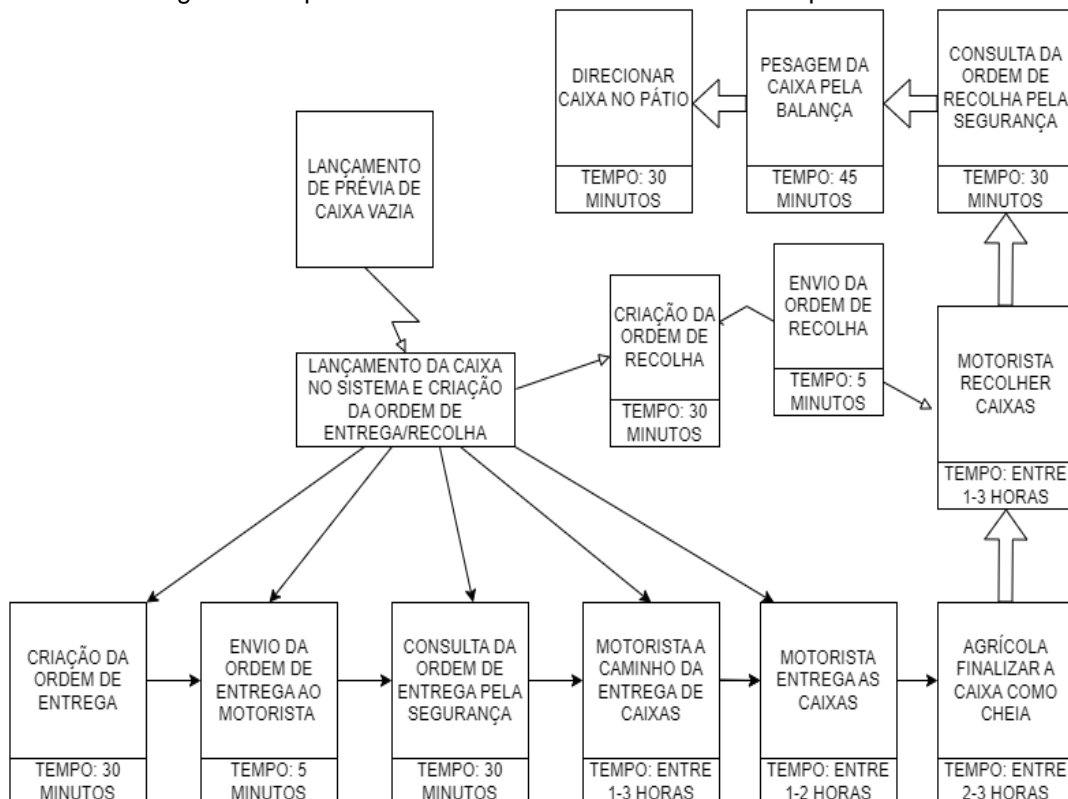 DIRECIONAR
CAIXA NO PÁTIO
TEMPO: 30
MINUTOS
PESAGEM DA
CAIXA PELA
BALANÇA
TEMPO: 45
MINUTOS
CONSULTA DA
ORDEM DE
RECOLHA PELA
SEGURANÇA
TEMPO: 30
MINUTOS
LANÇAMENTO
DE PRÉVIA DE
CAIXA VAZIA
LANÇAMENTO DA CAIXA
NO SISTEMA E CRIAÇÃO
DA ORDEM DE
ENTREGA/RECOLHA
CRIAÇÃO DA
ORDEM DE
RECOLHA
TEMPO: 30
MINUTOS
ENVIO DA
ORDEM DE
RECOLHA
TEMPO: 5
MINUTOS
MOTORISTA
RECOLHER
CAIXAS
TEMPO: ENTRE
1-3 HORAS
CRIAÇÃO DA
ORDEM DE
ENTREGA
TEMPO: 30
MINUTOS
ENVIO DA
ORDEM DE
ENTREGA AO
MOTORISTA
TEMPO: 5
MINUTOS
CONSULTA DA
ORDEM DE
ENTREGA PELA
SEGURANÇA
TEMPO: 30
MINUTOS
MOTORISTA A
CAMINHO DA
ENTREGA DE
CAIXAS
TEMPO: ENTRE
1-3 HORAS
MOTORISTA
ENTREGA AS
CAIXAS
TEMPO: ENTRE
1-2 HORAS
AGRÍCOLA
FINALIZAR A
CAIXA COMO
CHEIA
TEMPO: ENTRE
2-3 HORAS